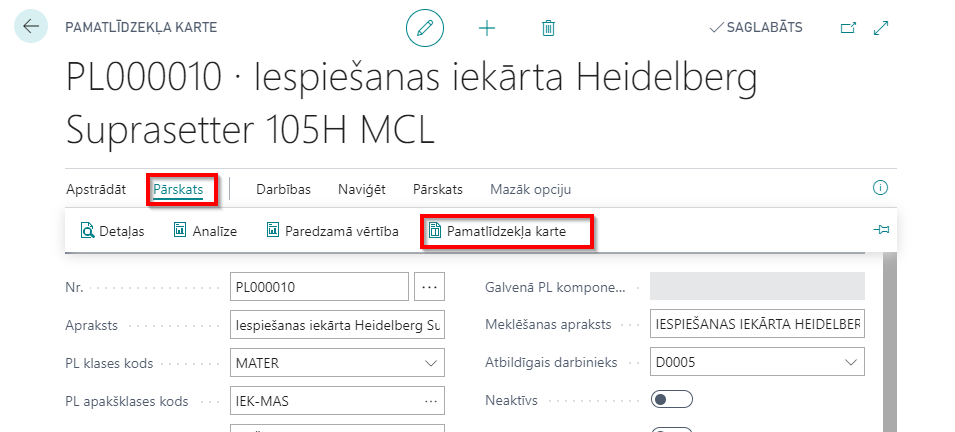 PAMATLĪDZEKĻA KARTE
SAGLABĀTS
PL000010 · Iespiešanas iekārta Heidelberg
Suprasetter 105H MCL
Apstrādāt Pārskats Darbības Naviģēt Pārskats Mazāk opciju
Detaļas Analīze Paredzamā vērtība Pamatlīdzekļa karte
Nr. PL000010 ... Galvenā PL kompone...
Apraksts Iespiešanas iekārta Heidelberg Su Meklēšanas apraksts IESPIEŠANAS IEKĀRTA HEIDELBER
PL klases kods MATER Atbildīgais darbinieks D0005
PL apakšklases kods IEK-MAS ... Neaktīvs